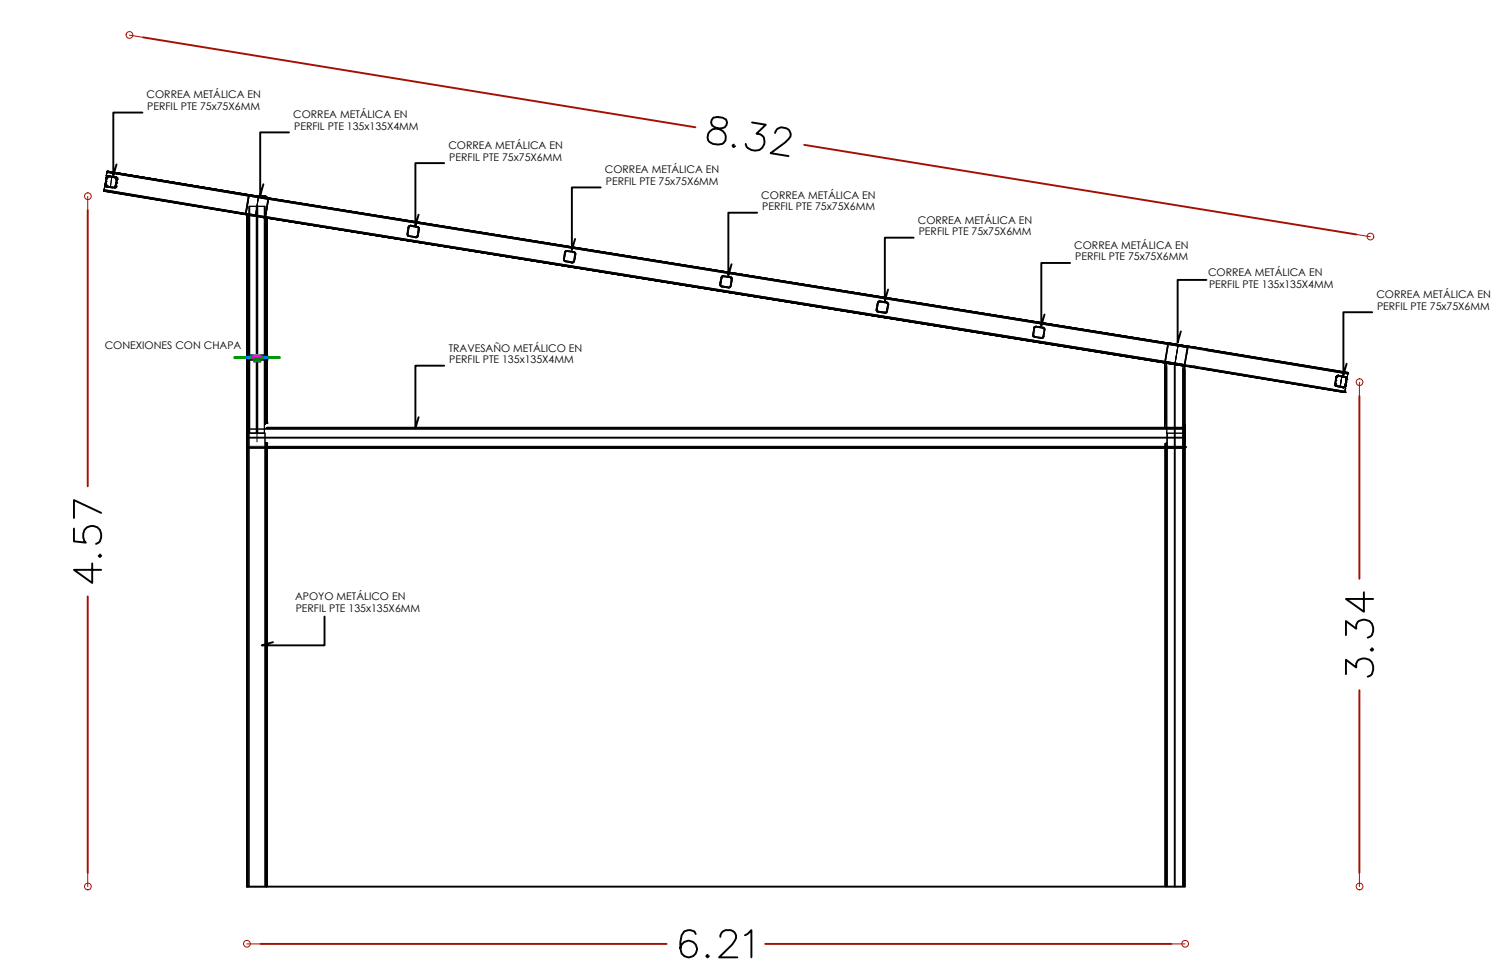 CORREA METÁLICA EN
PERFIL PTE 75x75X6MM
CORREA METÁLICA EN
PERFIL PTE 135x135X4MM
8.32
CORREA METÁLICA EN
PERFIL PTE 75x75X6MM
CORREA METÁLICA EN
PERFIL PTE 75x75X6MM
CORREA METÁLICA EN
PERFIL PTE 75x75X6MM
CORREA METÁLICA EN
PERFIL PTE 75x75X6MM
CORREA METÁLICA EN
PERFIL PTE 75x75X6MM
CORREA METÁLICA EN
PERFIL PTE 135x135X4MM
CORREA METÁLICA EN
PERFIL PTE 75x75X6MM
CONEXIONES CON CHAPA
TRAVESAÑO METÁLICO EN
PERFIL PTE 135x135X4MM
4.57
APOYO METÁLICO EN
PERFIL PTE 135x135X6MM
3.34
6.21